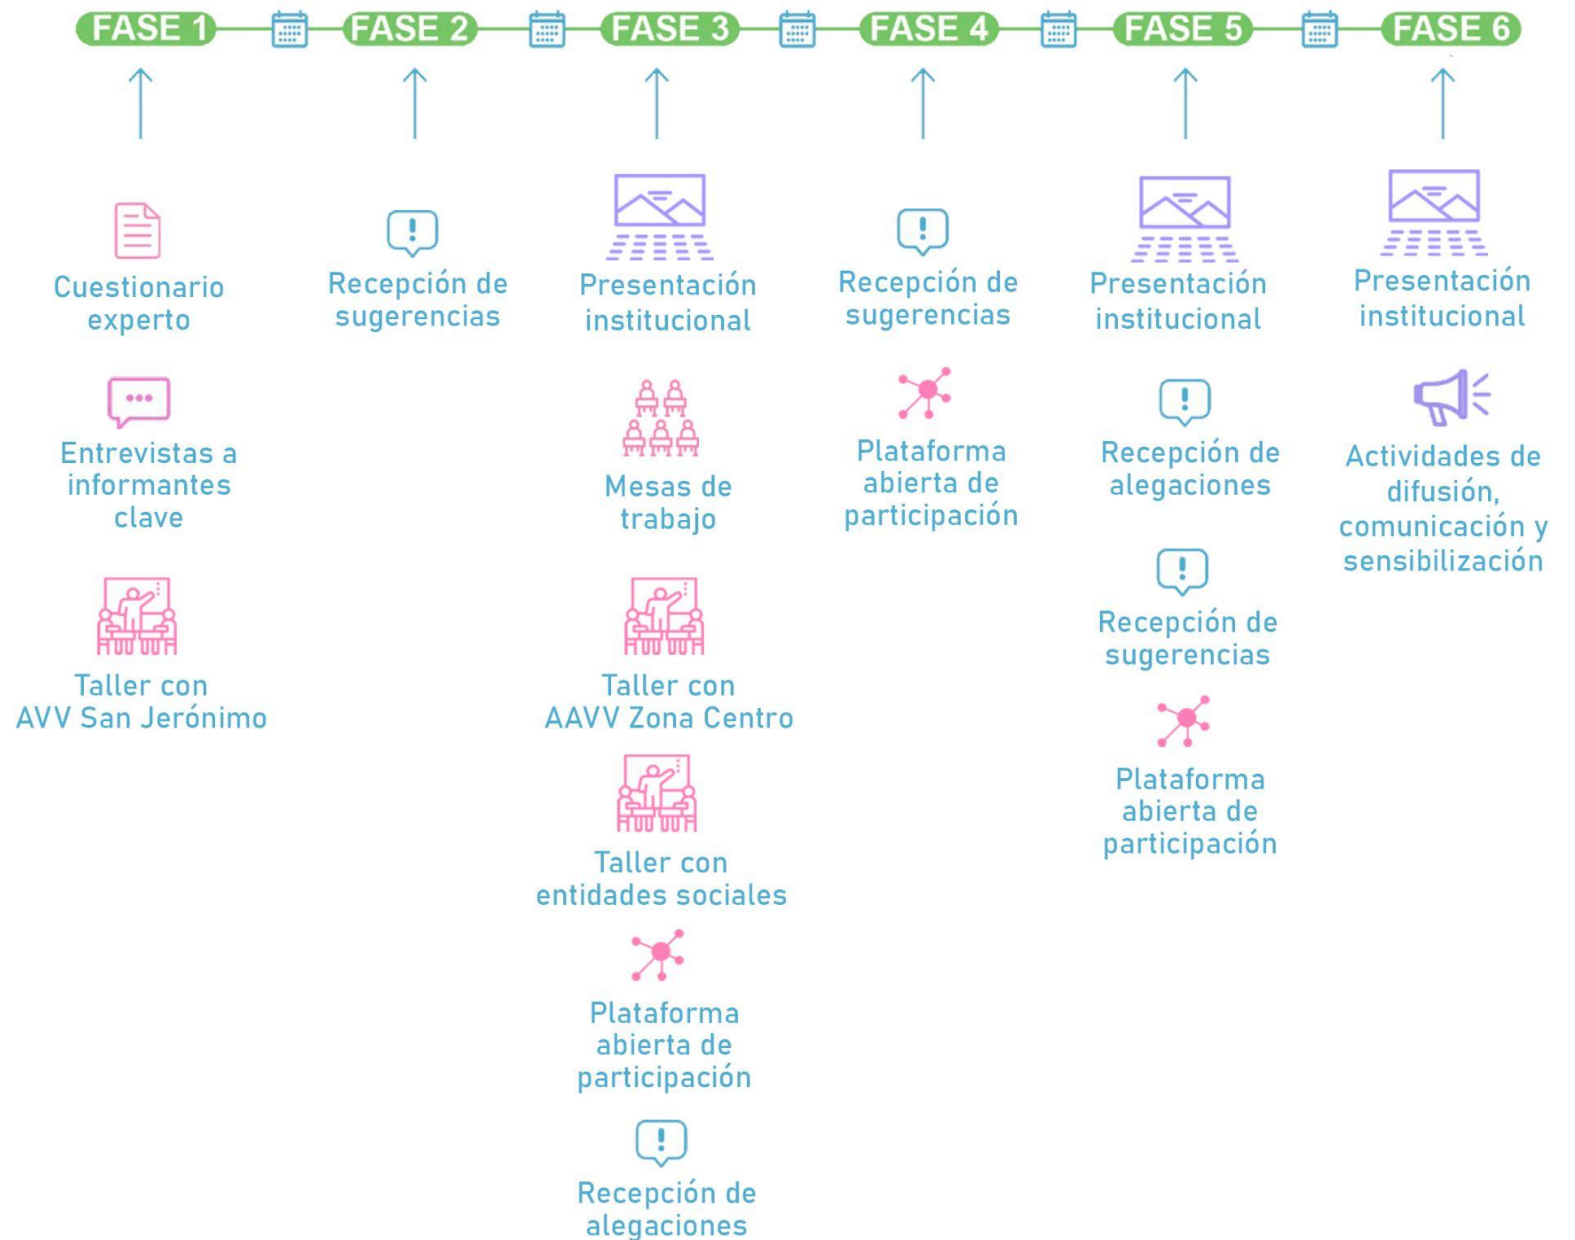 FASE 1
FASE 2
FASE 3
FASE 4
FASE 5
FASE 6
Cuestionario
experto
Entrevistas a
informantes
clave
Taller con
AVV San Jerónimo
Recepción de
sugerencias
Presentación
institucional
Mesas de
trabajo
Taller con
AAVV Zona Centro
Taller con
entidades sociales
Plataforma
abierta de
participación
Recepción de
alegaciones
Recepción de
sugerencias
Plataforma
abierta de
participación
Presentación
institucional
Recepción de
alegaciones
Recepción de
sugerencias
Plataforma
abierta de
participación
Presentación
institucional
Actividades de
difusión,
comunicación y
sensibilización